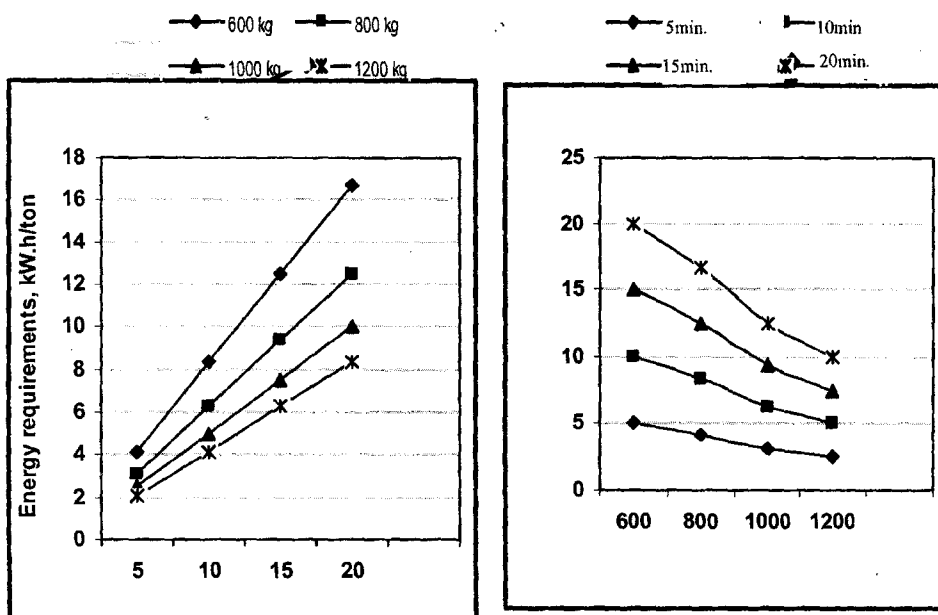 600 kg 800 kg
1000 kg 1200 kg
Energy requirements, kW.h/ton
18
16
14
12
10
8
6
4
2
0
5 10 15 20
5min. 10min
15min. 20min.
25
20
15
10
5
0
600 800 1000 1200